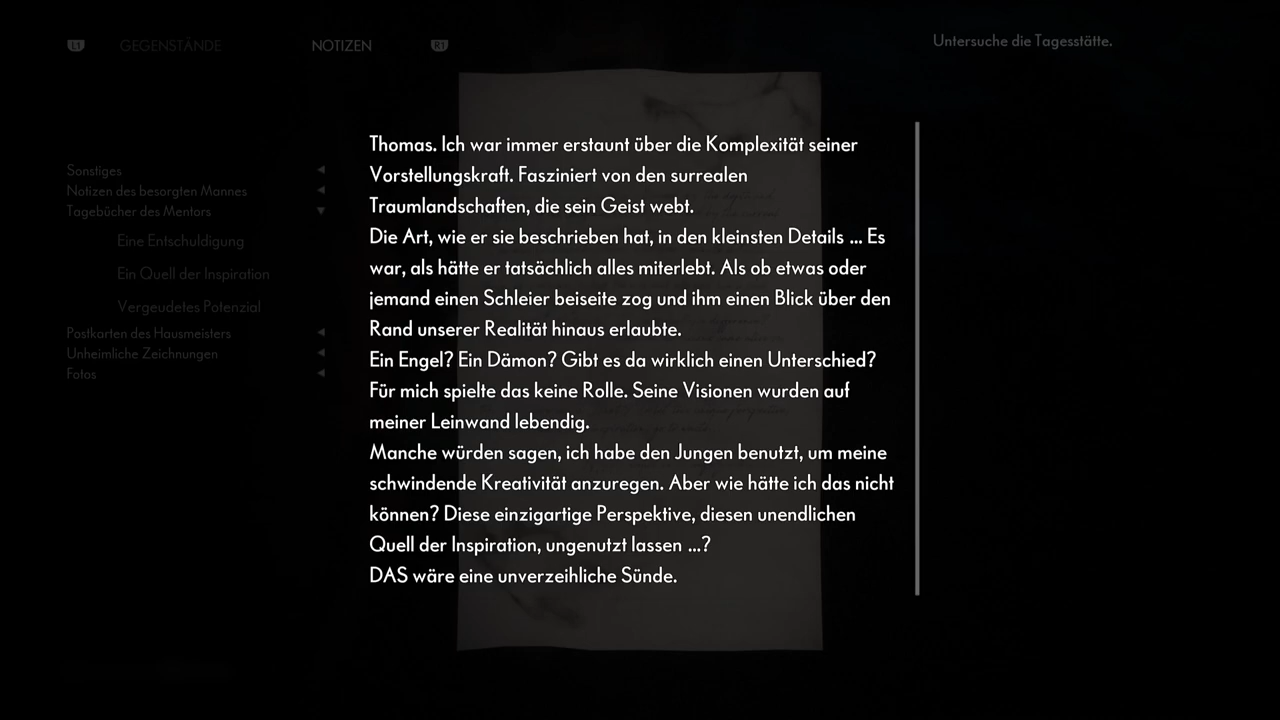 L1 GEGENSTÄNDE NOTIZEN R1
Untersuche die Tagesstätte.
Sonstiges
Notizen des besorgten Mannes
Tagebücher des Mentors
Eine Entschuldigung
Ein Quell der Inspiration
Vergeudetes Potenzial
Postkarten des Hausmeisters
Unheimliche Zeichnungen
Fotos
Thomas. Ich war immer erstaunt über die Komplexität seiner
Vorstellungskraft. Fasziniert von den surrealen
Traumlandschaften, die sein Geist webt.
Die Art, wie er sie beschrieben hat, in den kleinsten Details ... Es
war, als hätte er tatsächlich alles miterlebt. Als ob etwas oder
jemand einen Schleier beiseite zog und ihm einen Blick über den
Rand unserer Realität hinaus erlaubte.
Ein Engel? Ein Dämon? Gibt es da wirklich einen Unterschied?
Für mich spielte das keine Rolle. Seine Visionen wurden auf
meiner Leinwand lebendig.
Manche würden sagen, ich habe den Jungen benutzt, um meine
schwindende Kreativität anzuregen. Aber wie hätte ich das nicht
können? Diese einzigartige Perspektive, diesen unendlichen
Quell der Inspiration, ungenutzt lassen ...?
DAS wäre eine unverzeihliche Sünde.